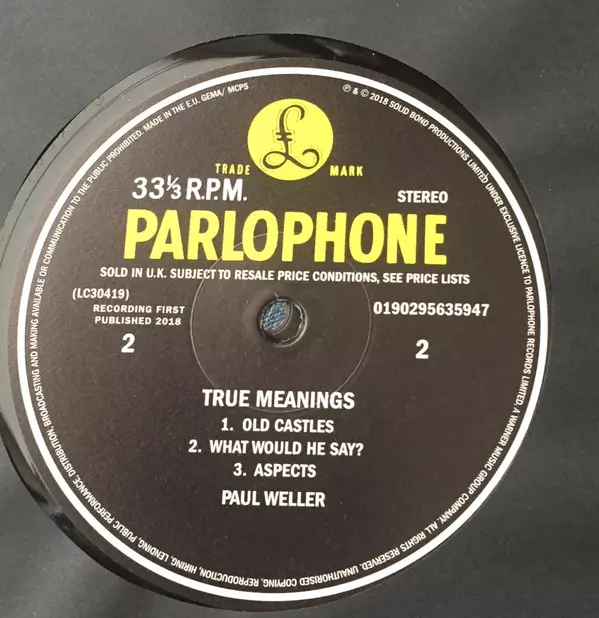 £
TRADE MARK
33⅓ R.P.M.
STEREO
PARLOPHONE
SOLD IN U.K. SUBJECT TO RESALE PRICE CONDITIONS, SEE PRICE LISTS
(LC30419)
RECORDING FIRST
PUBLISHED 2018
0190295635947
2
2
TRUE MEANINGS
1. OLD CASTLES
2. WHAT WOULD HE SAY?
3. ASPECTS
PAUL WELLER
℗ & © 2018 SOLID BOND PRODUCTIONS LIMITED UNDER EXCLUSIVE LICENCE TO PARLOPHONE RECORDS LIMITED, A WARNER MUSIC GROUP COMPANY. ALL RIGHTS RESERVED. UNAUTHORISED COPYING, REPRODUCTION, HIRING, LENDING, PUBLIC PERFORMANCE, DISTRIBUTION, BROADCASTING AND MAKING AVAILABLE OR COMMUNICATION TO THE PUBLIC PROHIBITED. MADE IN THE E.U. GEMA/ MCPS